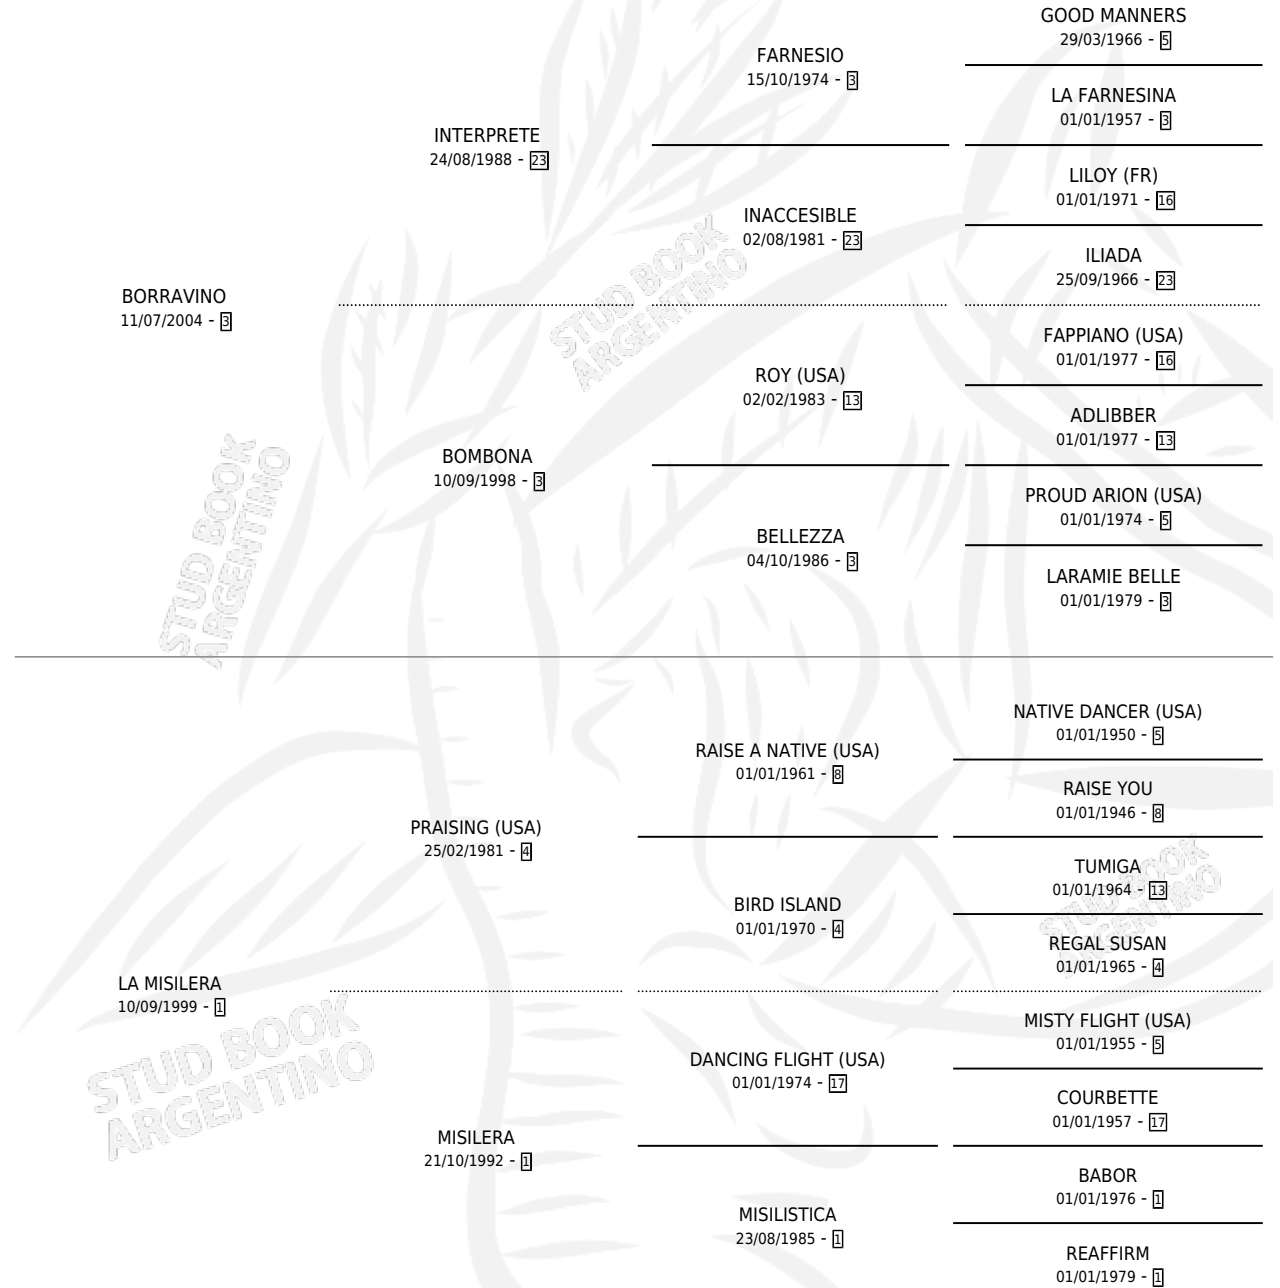 GOOD MANNERS
29/03/1966 - 5
FARNESIO
15/10/1974 - 3
LA FARNESINA
01/01/1957 - 3
INTERPRETE
24/08/1988 - 23
LILOY (FR)
01/01/1971 - 16
INACCESIBLE
02/08/1981 - 23
ILIADA
25/09/1966 - 23
BORRAVINO
11/07/2004 - 3
FAPPIANO (USA)
01/01/1977 - 16
ROY (USA)
02/02/1983 - 13
ADLIBBER
01/01/1977 - 13
BOMBONA
10/09/1998 - 3
PROUD ARION (USA)
01/01/1974 - 5
BELLEZZA
04/10/1986 - 3
LARAMIE BELLE
01/01/1979 - 3
NATIVE DANCER (USA)
01/01/1950 - 5
RAISE A NATIVE (USA)
01/01/1961 - 8
RAISE YOU
01/01/1946 - 8
PRAISING (USA)
25/02/1981 - 4
TUMIGA
01/01/1964 - 13
BIRD ISLAND
01/01/1970 - 4
REGAL SUSAN
01/01/1965 - 4
LA MISILERA
10/09/1999 - 1
MISTY FLIGHT (USA)
01/01/1955 - 5
DANCING FLIGHT (USA)
01/01/1974 - 17
COURBETTE
01/01/1957 - 17
MISILERA
21/10/1992 - 1
BABOR
01/01/1976 - 1
MISILISTICA
23/08/1985 - 1
REAFFIRM
01/01/1979 - 1
STUD BOOK
ARGENTINO
STUD BOOK
ARGENTINO
STUD BOOK
ARGENTINO
STUD BOOK
ARGENTINO